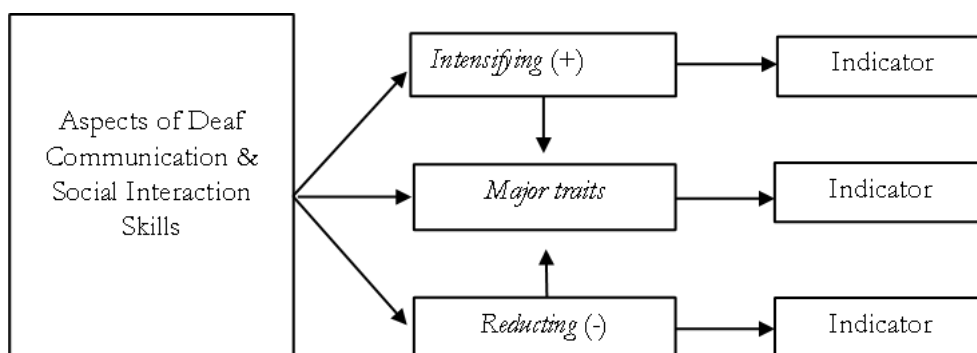 Aspects of Deaf
Communication &
Social Interaction
Skills
Intensifying (+)
Indicator
Major traits
Indicator
Reducting (-)
Indicator